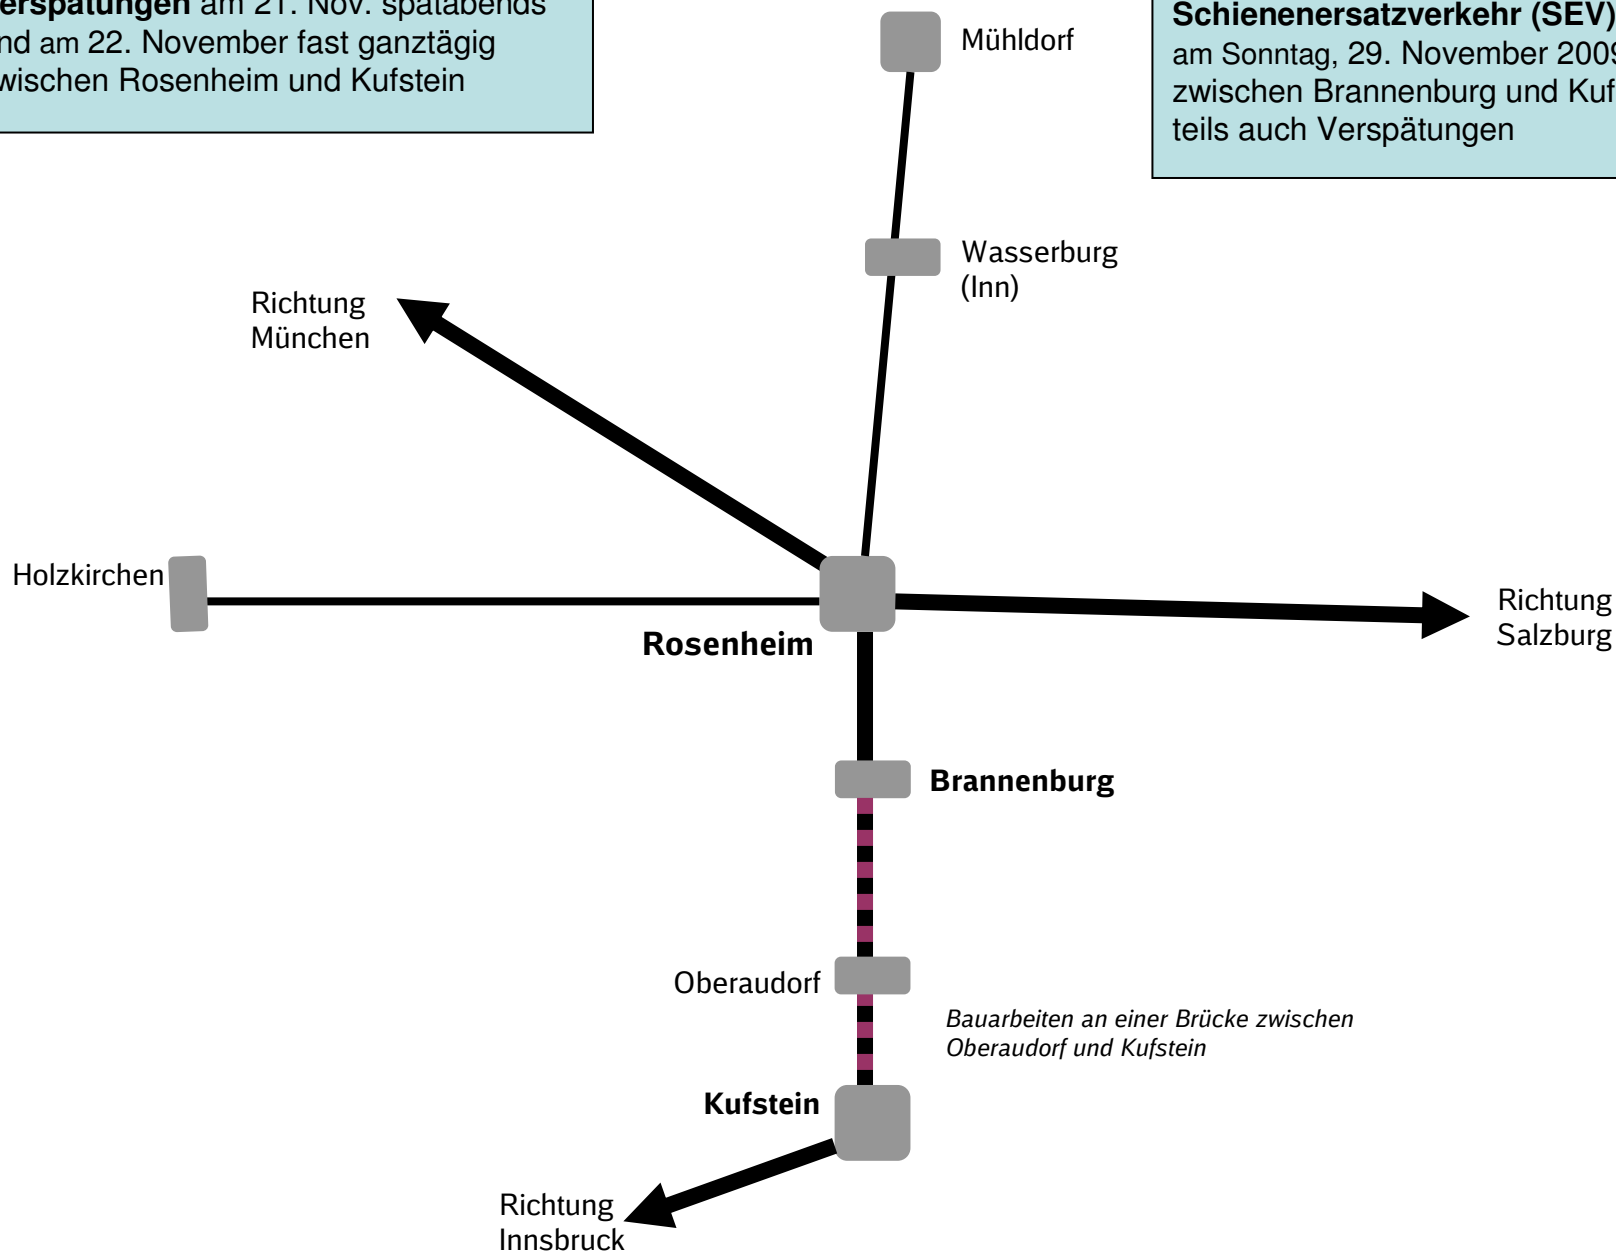 am 21. Nov. spätabends
am 22. November fast ganztägig
Rosenheim und Kufstein
Schienenersatzverkehr (SEV)
am Sonntag, 29. November 2009
zwischen Brannenburg und
teils auch Verspätungen
Mühldorf
Wasserburg
(Inn)
Richtung
München
Holzkirchen
Rosenheim
Richtung
Salzburg
Brannenburg
Oberaudorf
Bauarbeiten an einer Brücke zwischen
Oberaudorf und Kufstein
Kufstein
Richtung
Innsbruck